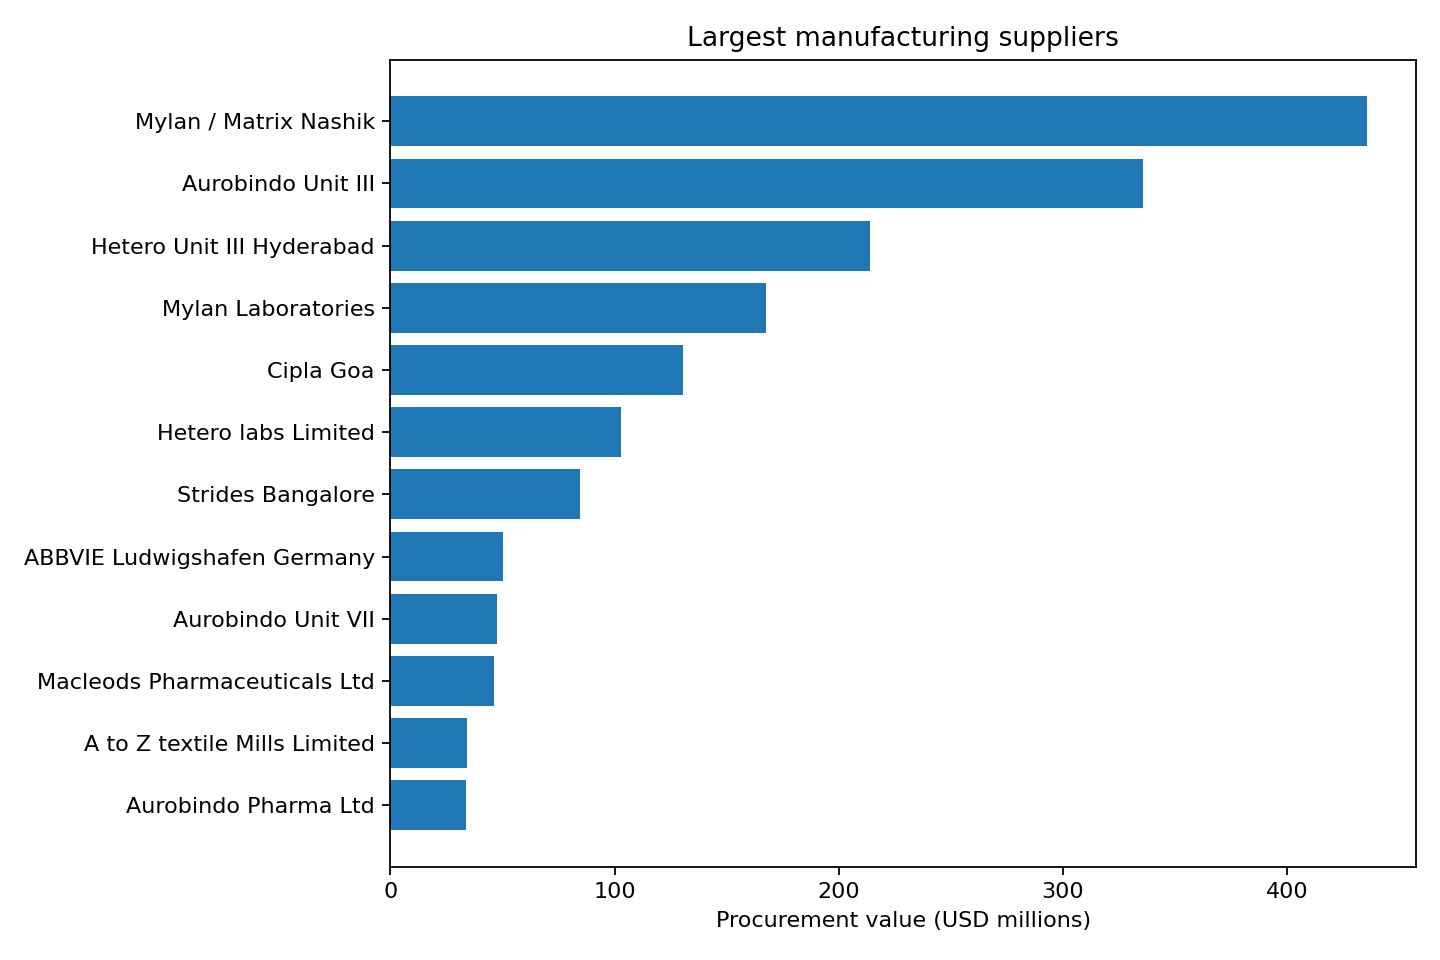 Largest manufacturing suppliers
Mylan / Matrix Nashik
Aurobindo Unit III
Hetero Unit III Hyderabad
Mylan Laboratories
Cipla Goa
Hetero labs Limited
Strides Bangalore
ABBVIE Ludwigshafen Germany
Aurobindo Unit VII
Macleods Pharmaceuticals Ltd
A to Z textile Mills Limited
Aurobindo Pharma Ltd
0 100 200 300 400
Procurement value (USD millions)